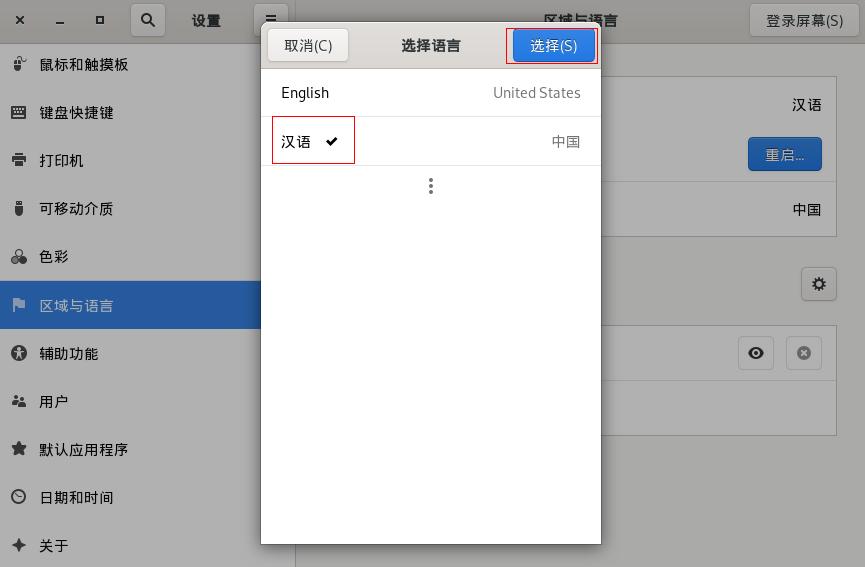 设置
区域与语言
登录屏幕(S)
鼠标和触摸板
键盘快捷键
打印机
可移动介质
色彩
区域与语言
辅助功能
用户
默认应用程序
日期和时间
关于
取消(C)
选择语言
选择(S)
English
United States
汉语
中国
汉语
重启...
中国